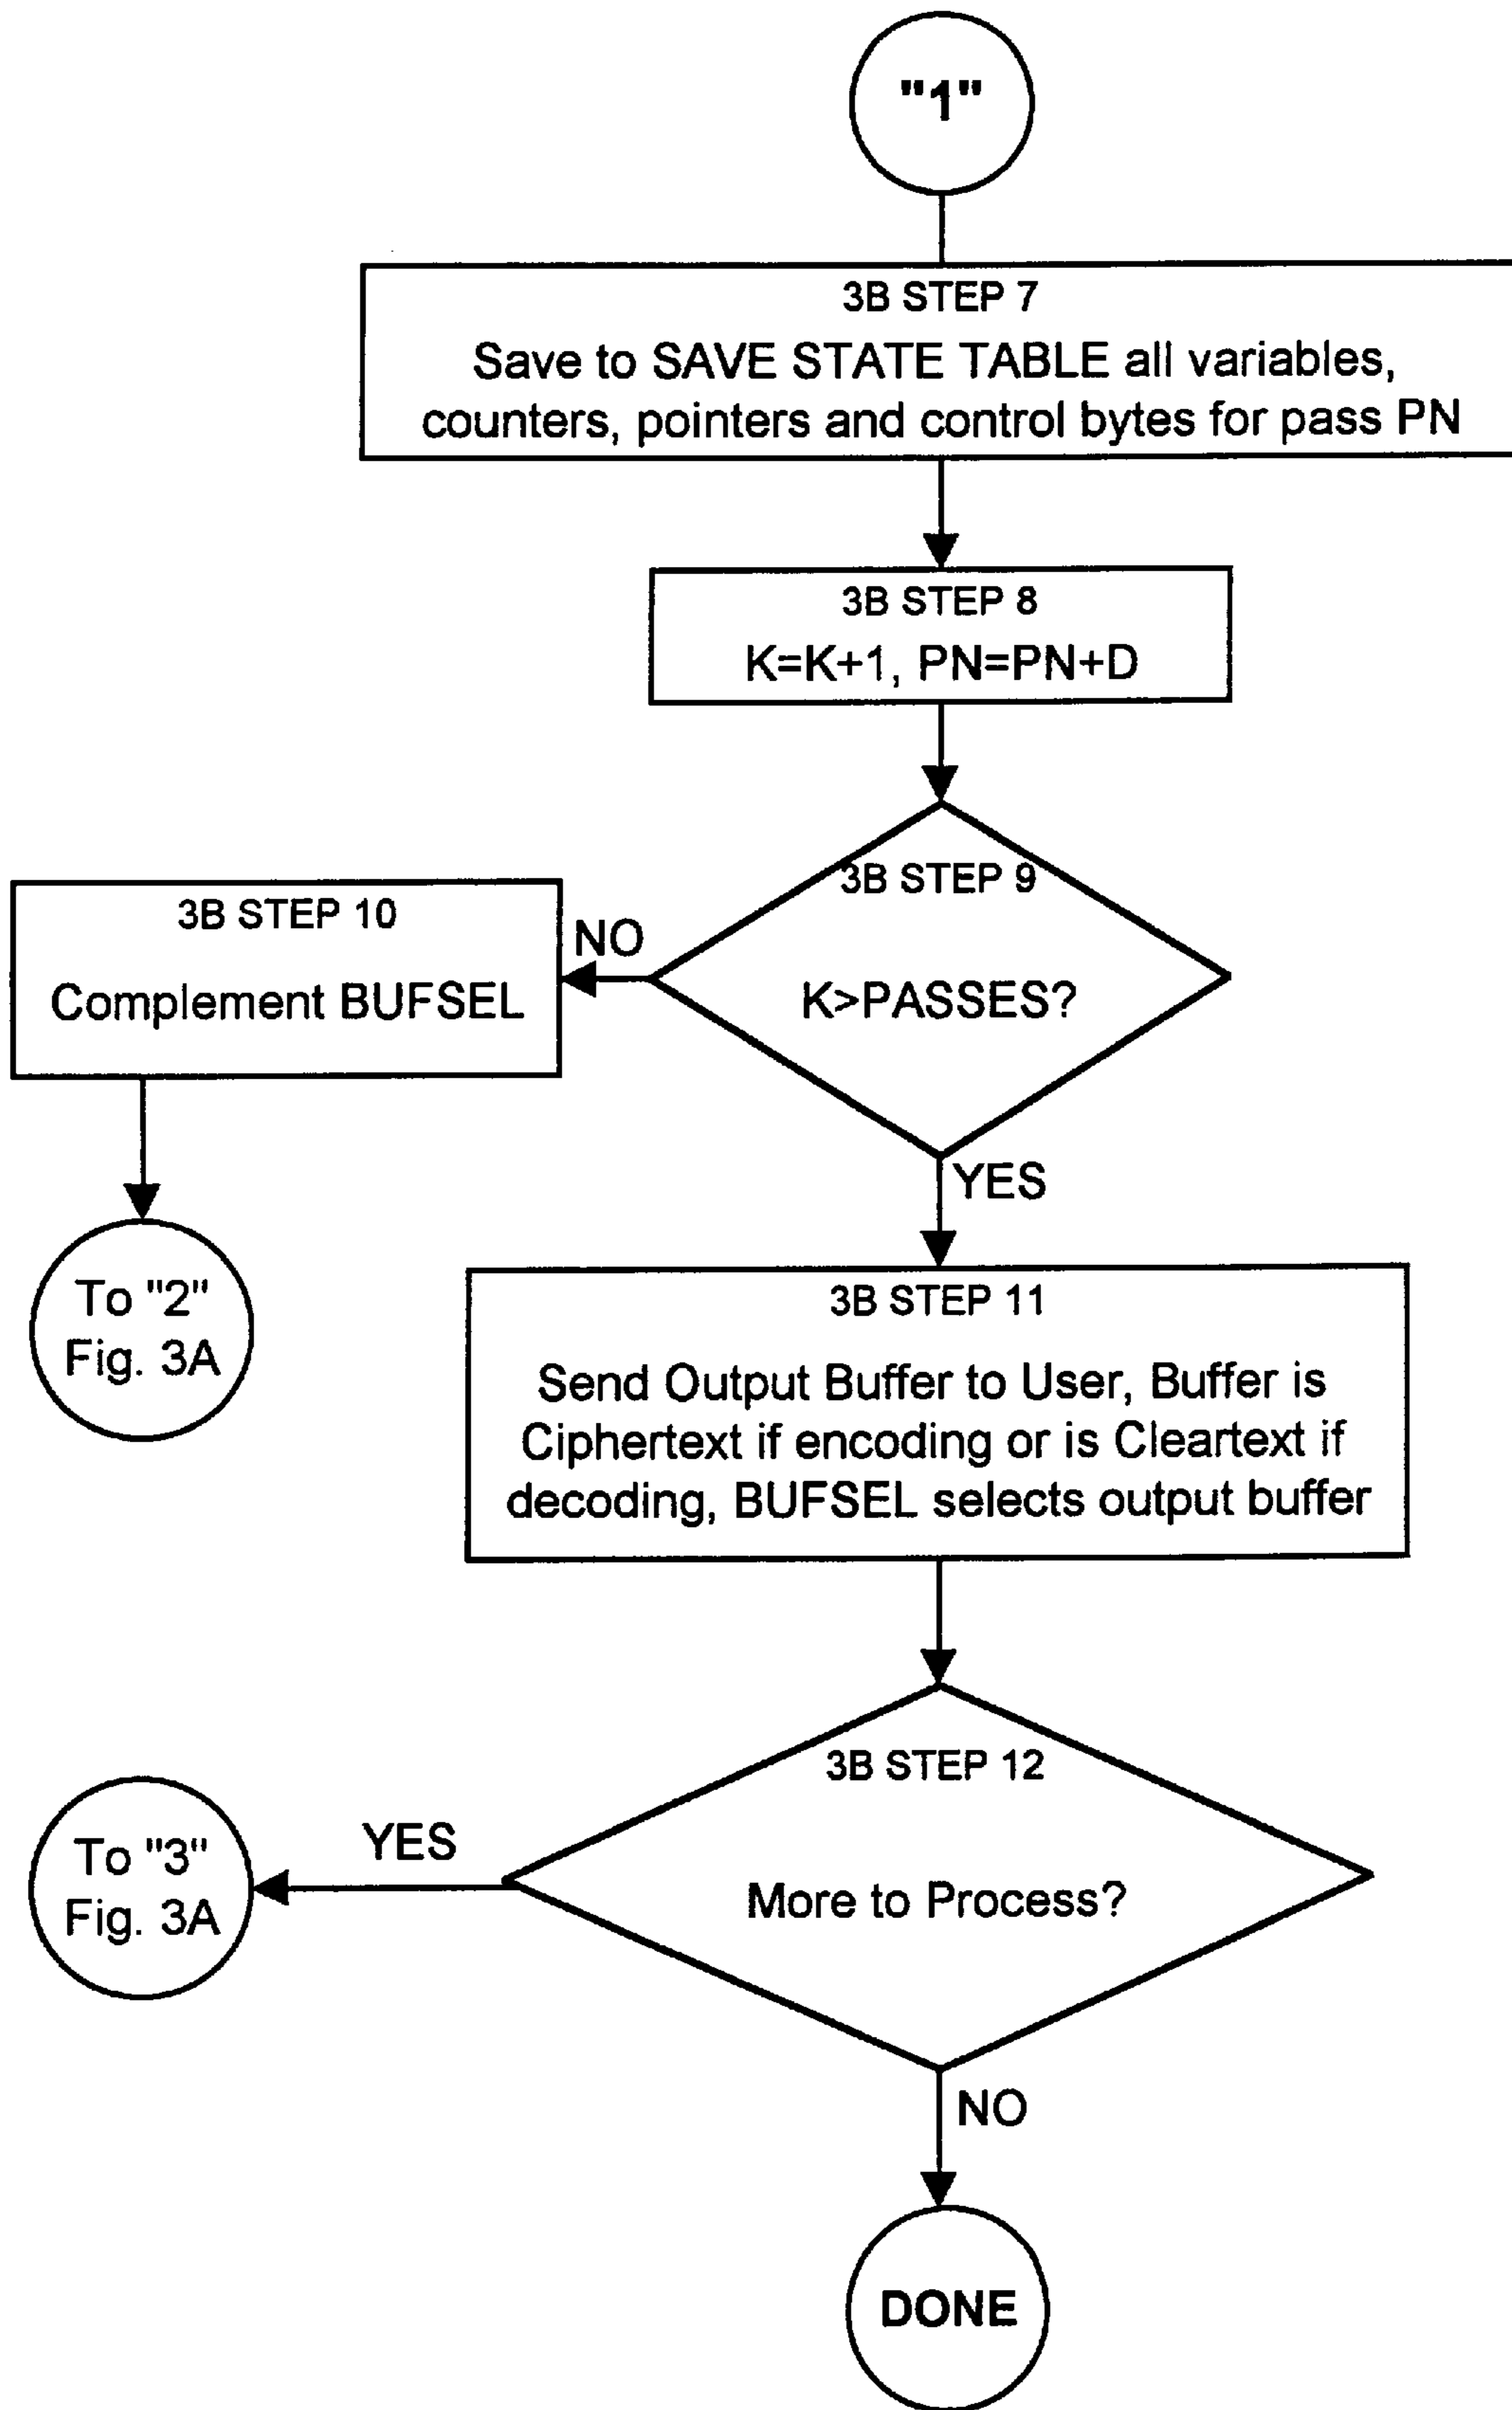 "1"
3B STEP 7
Save to SAVE STATE TABLE all variables,
counters, pointers and control bytes for pass PN
3B STEP 8
K=K+1, PN=PN+D
3B STEP 9
K>PASSES?
NO
3B STEP 10
Complement BUFSEL
To "2"
Fig. 3A
YES
3B STEP 11
Send Output Buffer to User, Buffer is
Ciphertext if encoding or is Cleartext if
decoding, BUFSEL selects output buffer
3B STEP 12
More to Process?
YES
To "3"
Fig. 3A
NO
DONE